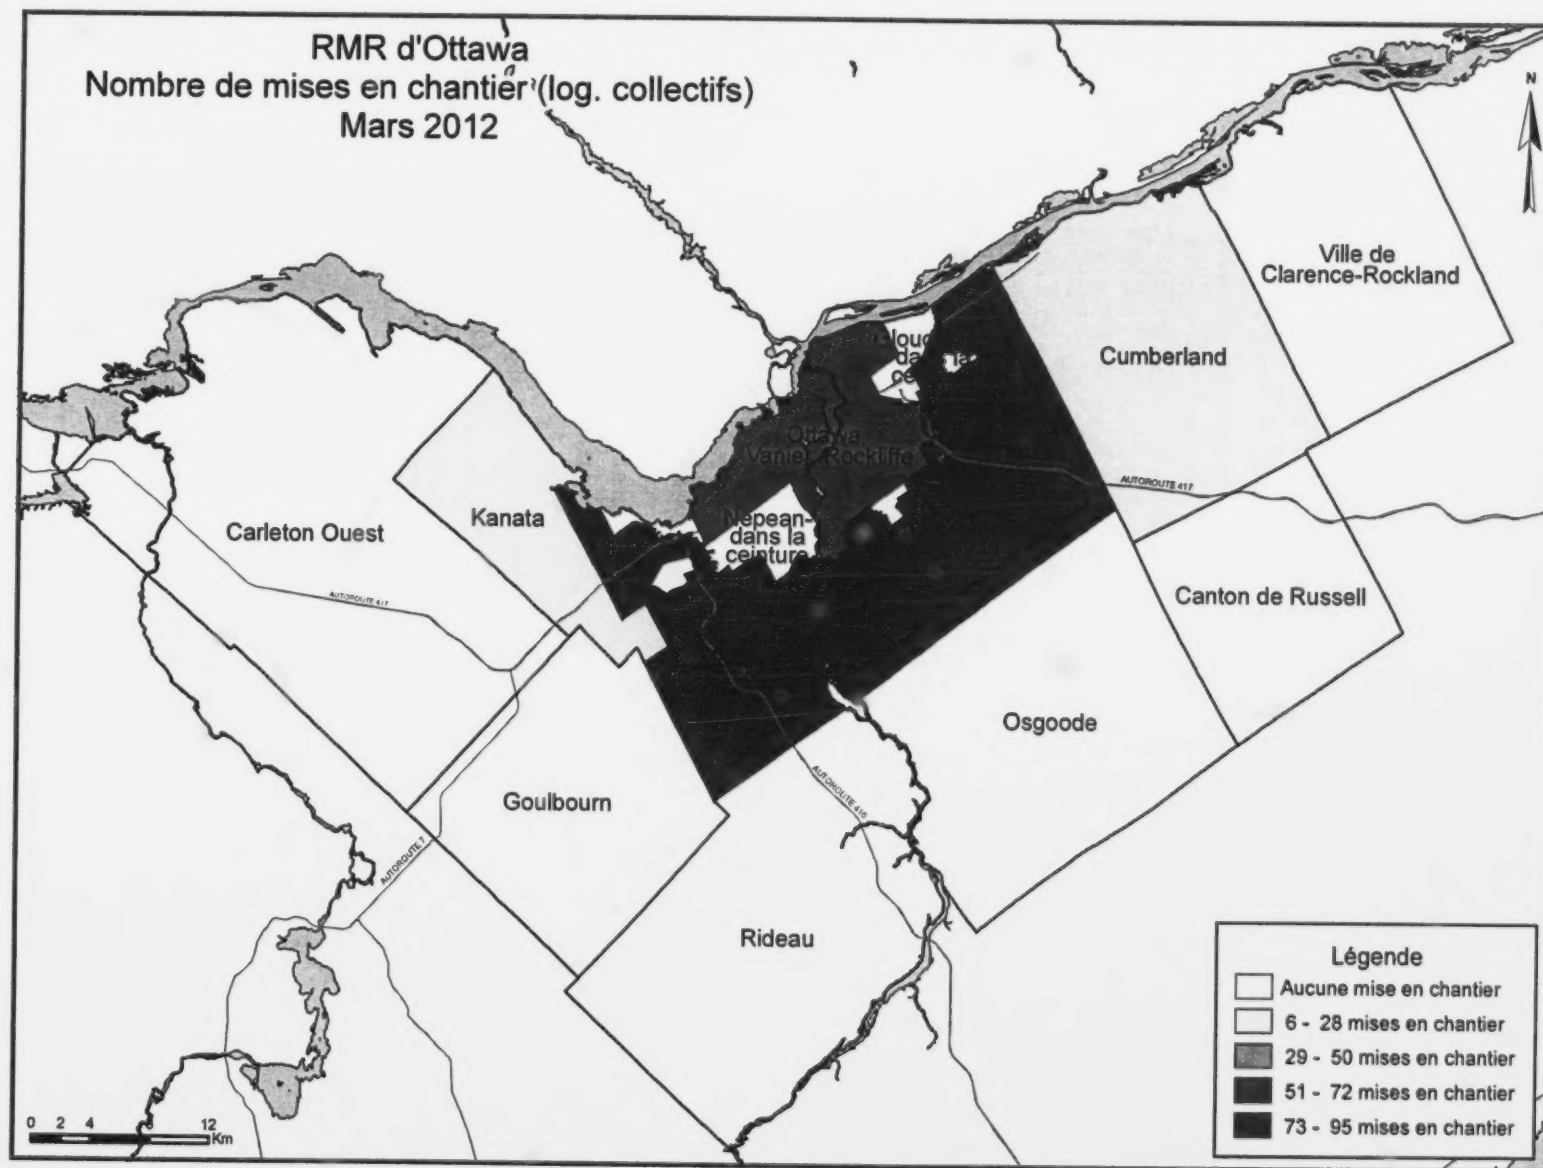 RMR d'Ottawa
Nombre de mises en chantier (log. collectifs)
Mars 2012
N
Ville de
Clarence-Rockland
Cumberland
dans la
Ottawa,
Vanier, Rockliffe
Nepean-
dans la
ceinture
Kanata
Carleton Ouest
AUTOROUTE 417
AUTOROUTE 417
Canton de Russell
Osgoode
Goulbourn
AUTOROUTE 416
AUTOROUTE 7
Rideau
Légende
Aucune mise en chantier
6 - 28 mises en chantier
29 - 50 mises en chantier
51 - 72 mises en chantier
73 - 95 mises en chantier
0 2 4 8 12
Km